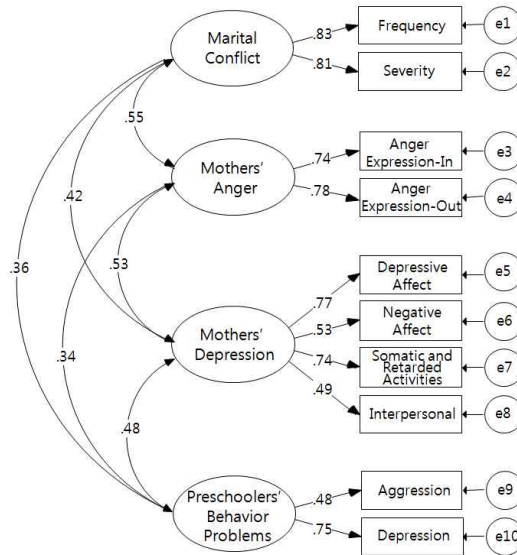 Marital
Conflict
.83
Frequency
e1
.81
Severity
e2
.55
Mothers'
Anger
.74
Anger
Expression-In
e3
.78
Anger
Expression-Out
e4
.42
.36
.53
.34
Mothers'
Depression
.77
Depressive
Affect
e5
.53
Negative
Affect
e6
.74
Somatic and
Retarded
Activities
e7
.49
Interpersonal
e8
.48
Preschoolers'
Behavior
Problems
.48
Aggression
e9
.75
Depression
e10